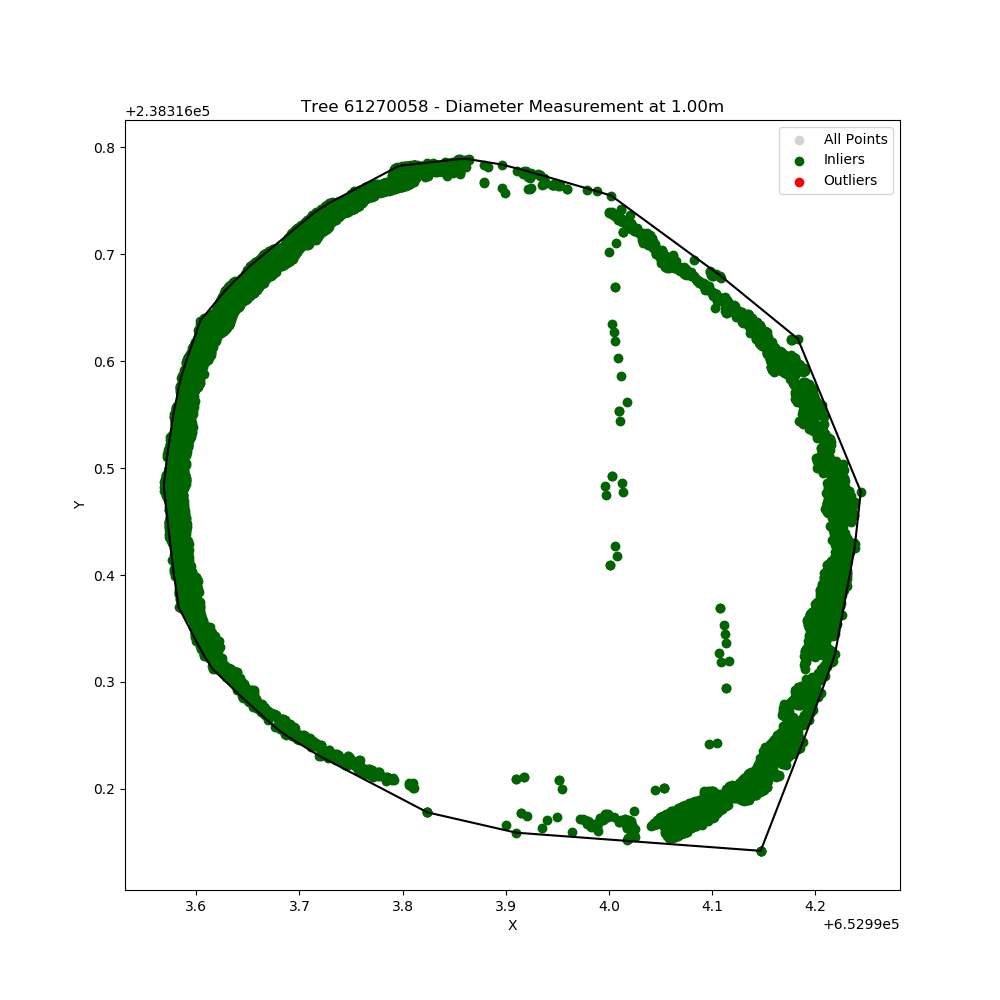 Tree 61270058 - Diameter Measurement at 1.00m
+2.38316e5
All Points
Inliers
Outliers
0.8
0.7
0.6
0.5
0.4
0.3
0.2
Y
3.6 3.7 3.8 3.9 4.0 4.1 4.2
X
+6.5299e5